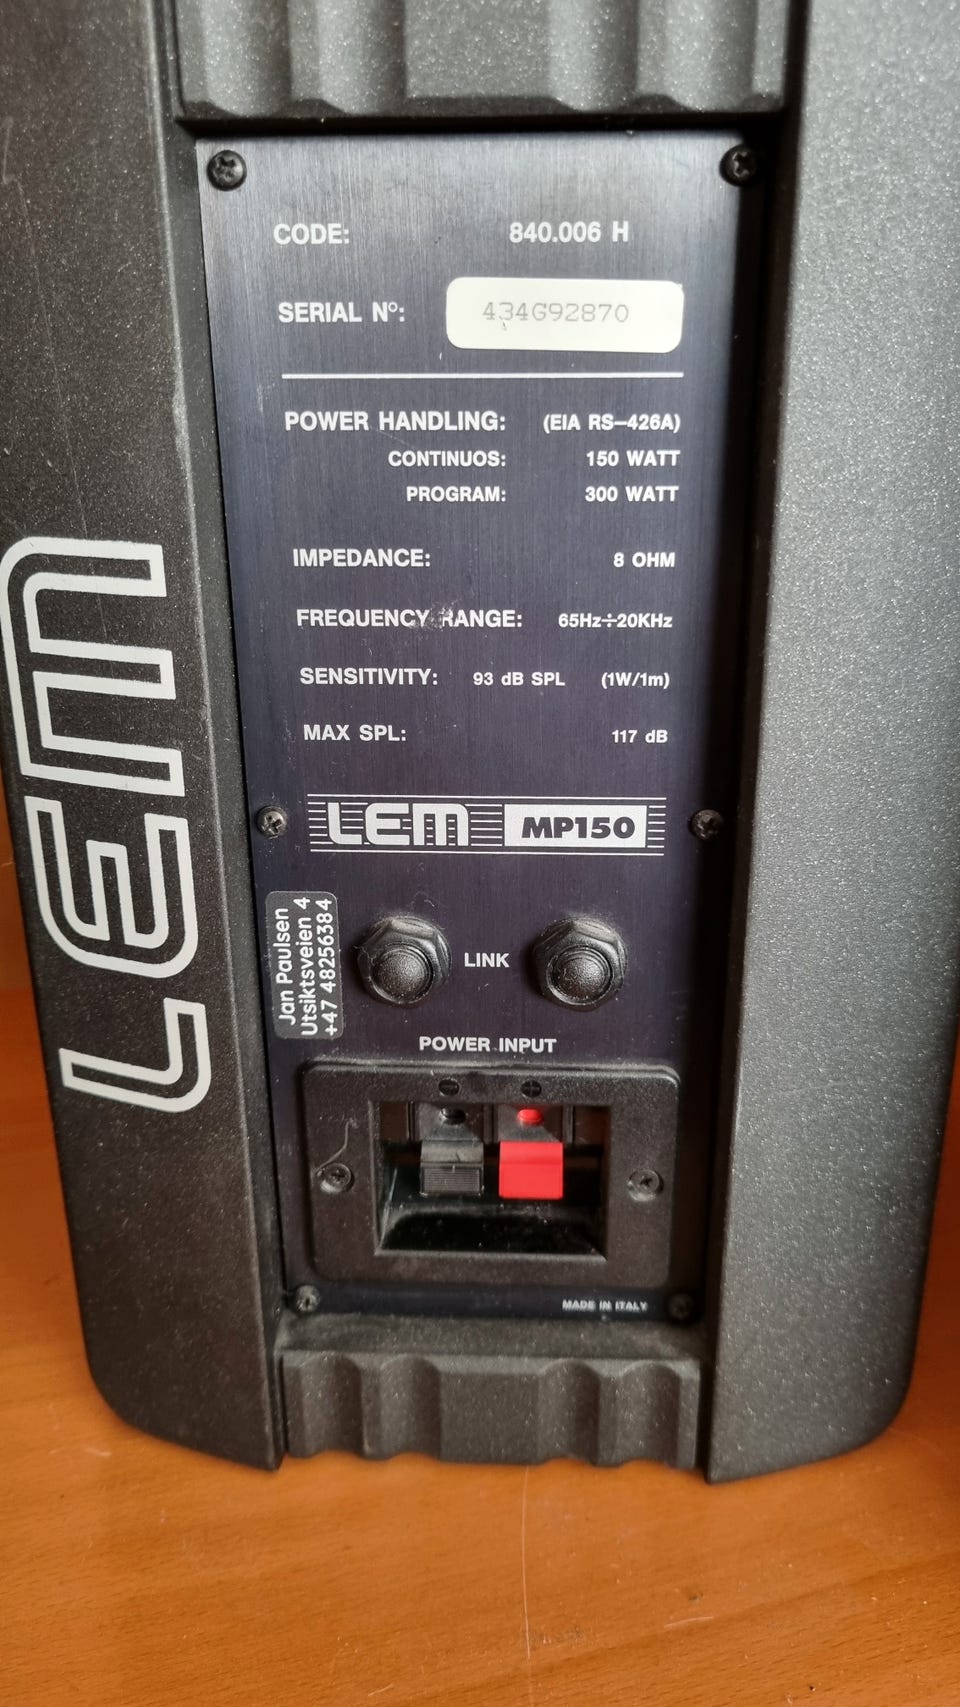 CODE: 840.006 H
SERIAL N°: 434G92870
POWER HANDLING: (EIA RS-426A)
CONTINUOS: 150 WATT
PROGRAM: 300 WATT
IMPEDANCE: 8 OHM
FREQUENCY RANGE: 65Hz÷20KHz
SENSITIVITY: 93 dB SPL (1W/1m)
MAX SPL: 117 dB
LEM MP150
LEM
Jan Paulsen
Utsiktsveien 4
+47 48256384
LINK
POWER INPUT
- +
MADE IN ITALY